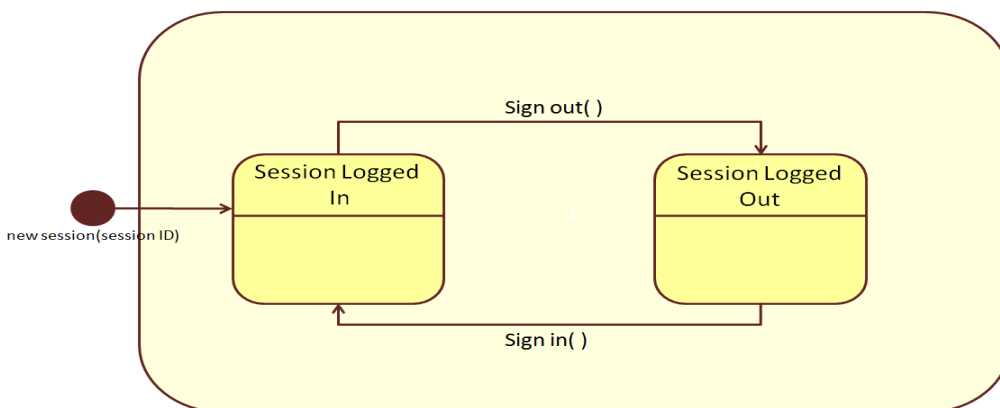 Sign out( )
Session Logged
In
Session Logged
Out
new session(session ID)
Sign in( )